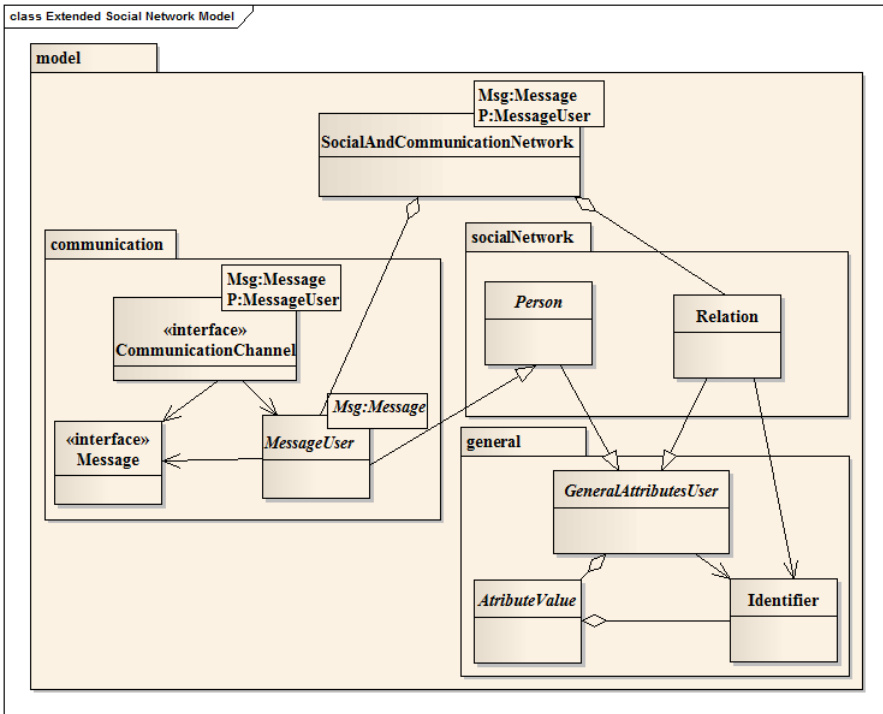 class Extended Social Network Model
model
Msg:Message
P:MessageUser
SocialAndCommunicationNetwork
communication
socialNetwork
Msg:Message
P:MessageUser
«interface»
CommunicationChannel
Person
Relation
Msg:Message
MessageUser
«interface»
Message
general
GeneralAttributesUser
AtributeValue
Identifier